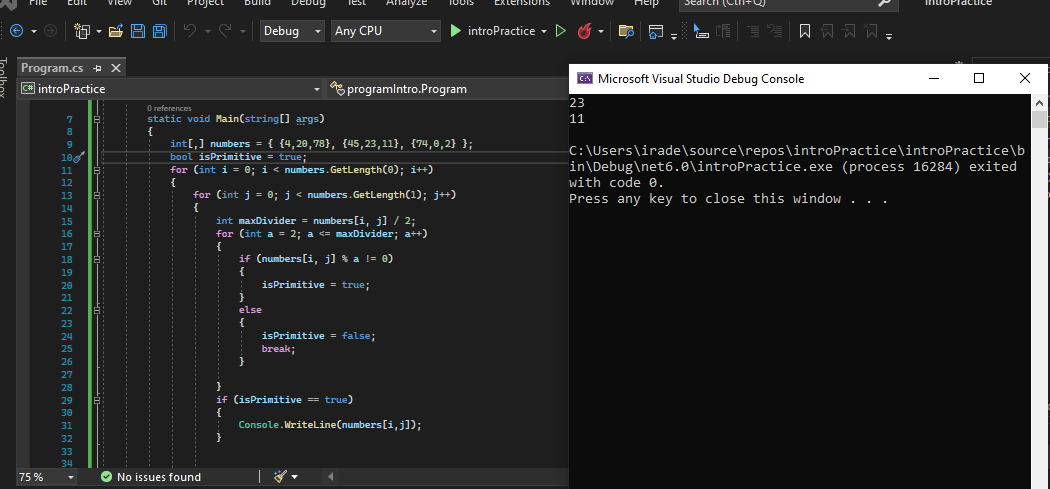 File Edit View Git Project Build Debug Test Analyze Tools Extensions Window Help Search (Ctrl+Q) introPractice
Debug Any CPU introPractice
Toolbox
Program.cs
C# introPractice programIntro.Program
0 references
7 static void Main(string[] args)
8 {
9 int[,] numbers = { {4,20,78}, {45,23,11}, {74,0,2} };
10 bool isPrimitive = true;
11 for (int i = 0; i < numbers.GetLength(0); i++)
12 {
13 for (int j = 0; j < numbers.GetLength(1); j++)
14 {
15 int maxDivider = numbers[i, j] / 2;
16 for (int a = 2; a <= maxDivider; a++)
17 {
18 if (numbers[i, j] % a != 0)
19 {
20 isPrimitive = true;
21 }
22 else
23 {
24 isPrimitive = false;
25 break;
26 }
27
28 }
29 if (isPrimitive == true)
30 {
31 Console.WriteLine(numbers[i,j]);
32 }
33
34
75 % No issues found
C:\ Microsoft Visual Studio Debug Console
23
11
C:\Users\irade\source\repos\introPractice\introPractice\b
in\Debug\net6.0\introPractice.exe (process 16284) exited
with code 0.
Press any key to close this window . . .